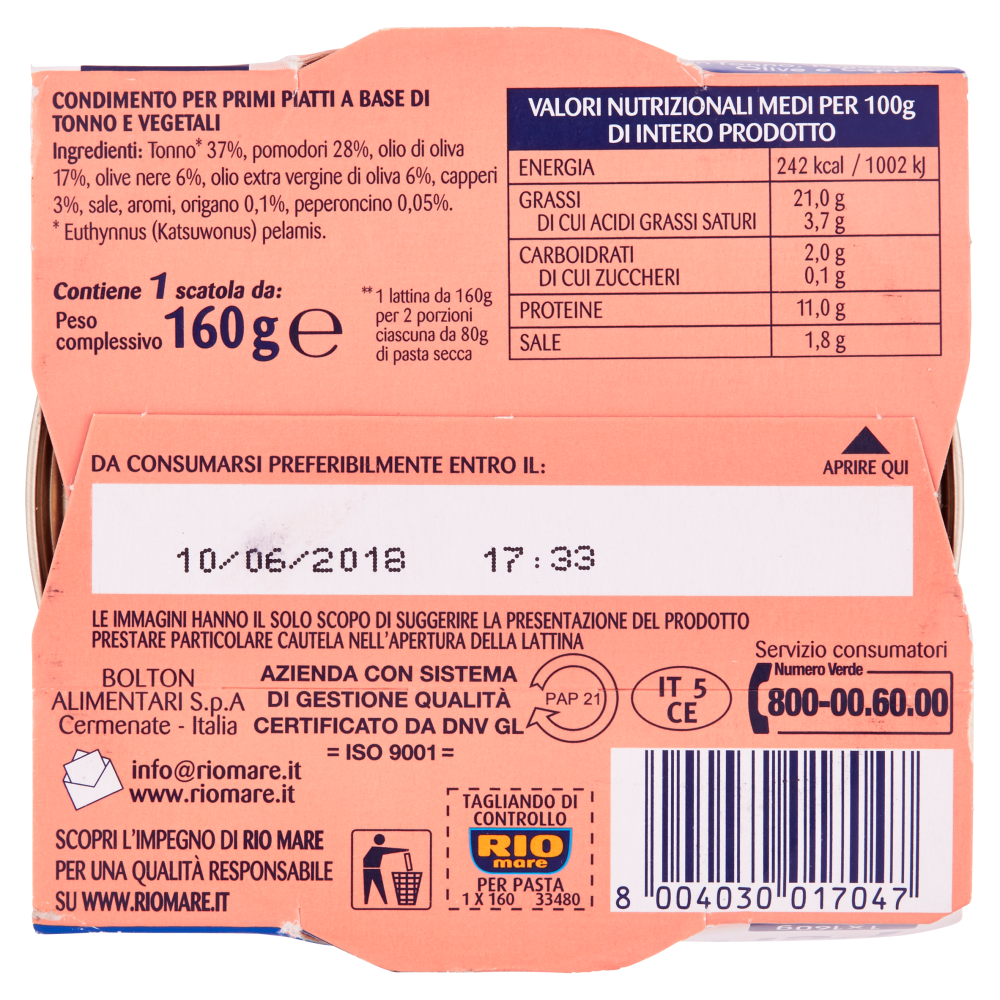 CONDIMENTO PER PRIMI PIATTI A BASE DI
TONNO E VEGETALI
Ingredienti: Tonno* 37%, pomodori 28%, olio di oliva
17%, olive nere 6%, olio extra vergine di oliva 6%, capperi
3%, sale, aromi, origano 0,1%, peperoncino 0,05%.
* Euthynnus (Katsuwonus) pelamis.
Contiene 1 scatola da:
Peso
complessivo 160 g e
**1 lattina da 160g
per 2 porzioni
ciascuna da 80g
di pasta secca
VALORI NUTRIZIONALI MEDI PER 100g
DI INTERO PRODOTTO
ENERGIA 242 kcal / 1002 kJ
GRASSI 21,0 g
DI CUI ACIDI GRASSI SATURI 3,7 g
CARBOIDRATI 2,0 g
DI CUI ZUCCHERI 0,1 g
PROTEINE 11,0 g
SALE 1,8 g
DA CONSUMARSI PREFERIBILMENTE ENTRO IL:
APRIRE QUI
10/06/2018 17:33
LE IMMAGINI HANNO IL SOLO SCOPO DI SUGGERIRE LA PRESENTAZIONE DEL PRODOTTO
PRESTARE PARTICOLARE CAUTELA NELL'APERTURA DELLA LATTINA
BOLTON
ALIMENTARI S.p.A
Cermenate - Italia
AZIENDA CON SISTEMA
DI GESTIONE QUALITÀ
CERTIFICATO DA DNV GL
= ISO 9001 =
PAP 21
IT 5
CE
Servizio consumatori
Numero Verde
800-00.60.00
info@riomare.it
www.riomare.it
SCOPRI L'IMPEGNO DI RIO MARE
PER UNA QUALITÀ RESPONSABILE
SU WWW.RIOMARE.IT
TAGLIANDO DI
CONTROLLO
RIO
mare
PER PASTA
1 X 160 33480
8 004030 017047